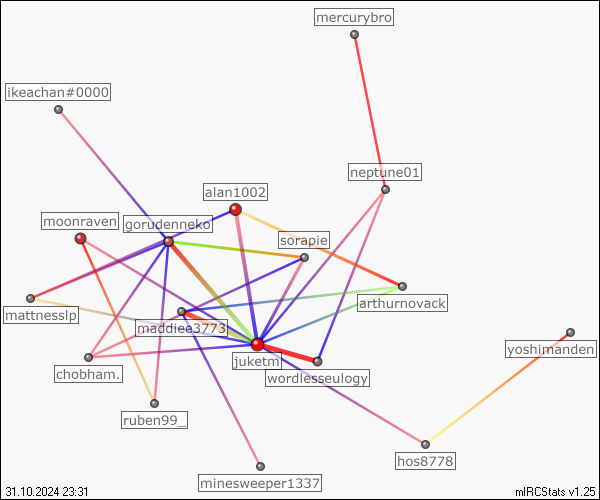 mercurybro
ikeachan#0000
neptune01
alan1002
moonraven
gorudenneko
sorapie
arthurnovack
mattnesslp
maddiee3773
yoshimanden
juketm
chobham.
wordlesseulogy
ruben99_
hos8778
minesweeper1337
31.10.2024 23:31
mIRCStats v1.25